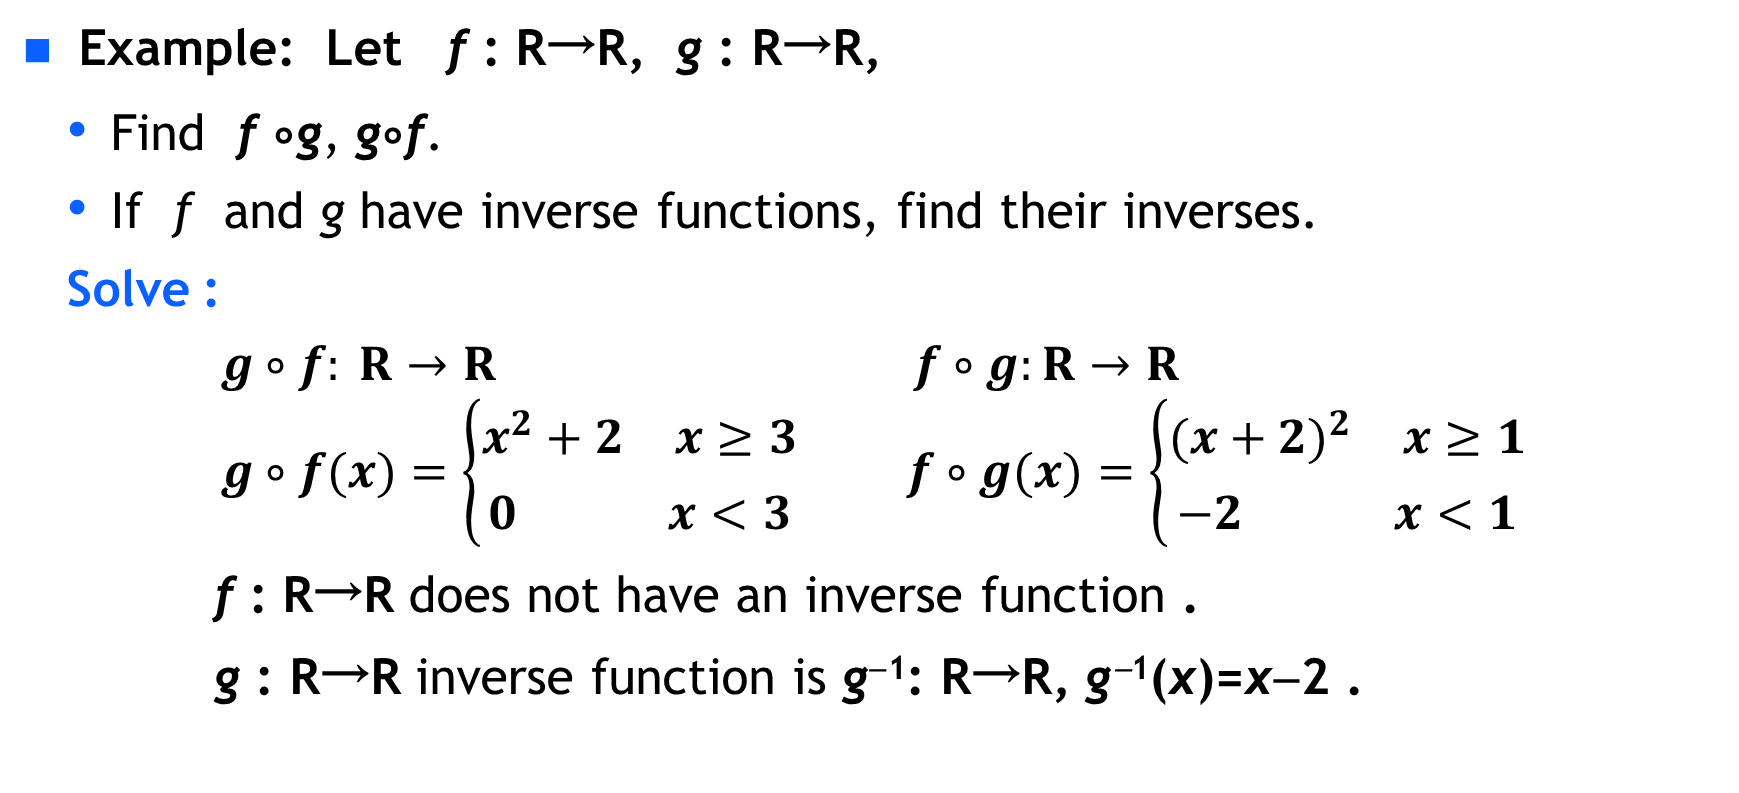 ■ Example: Let f : R→R, g : R→R,
• Find f ∘g, g∘f.
• If f and g have inverse functions, find their inverses.
Solve :
g ∘ f: R → R f ∘ g: R → R
g ∘ f(x) = { x² + 2 x ≥ 3 f ∘ g(x) = { (x + 2)² x ≥ 1
0 x < 3 −2 x < 1
f : R→R does not have an inverse function .
g : R→R inverse function is g⁻¹: R→R, g⁻¹(x)=x−2 .